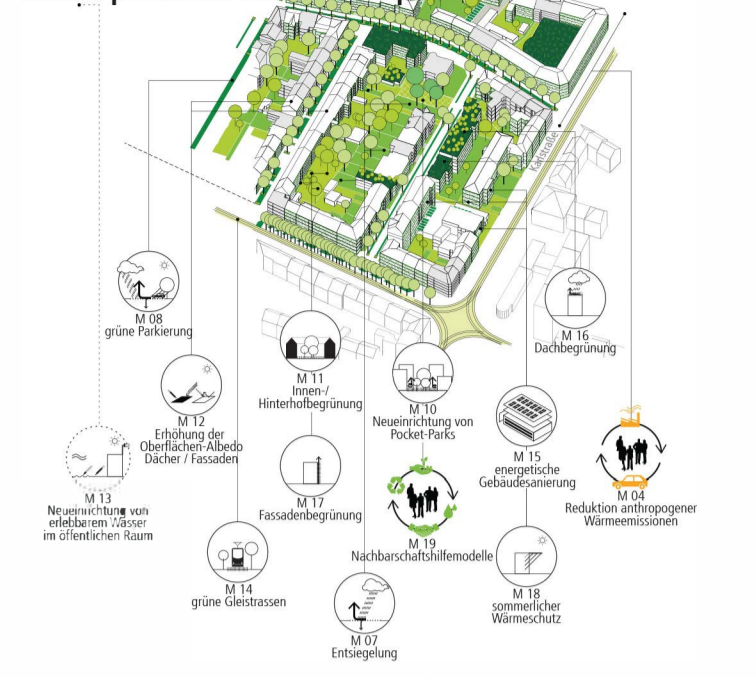 Karlstraße
M 08
grüne Parkierung
M 16
Dachbegrünung
M 11
Innen-/
Hinterhofbegrünung
M 12
Erhöhung der
Oberflächen-Albedo
Dächer / Fassaden
M 10
Neueinrichtung von
Pocket-Parks
M 15
energetische
Gebäudesanierung
M 04
Reduktion anthropogener
Wärmeemissionen
M 13
Neueinrichtung von
erlebbarem Wasser
im öffentlichen Raum
M 17
Fassadenbegrünung
M 19
Nachbarschaftshilfemodelle
M 14
grüne Gleistrassen
M 18
sommerlicher
Wärmeschutz
M 07
Entsiegelung